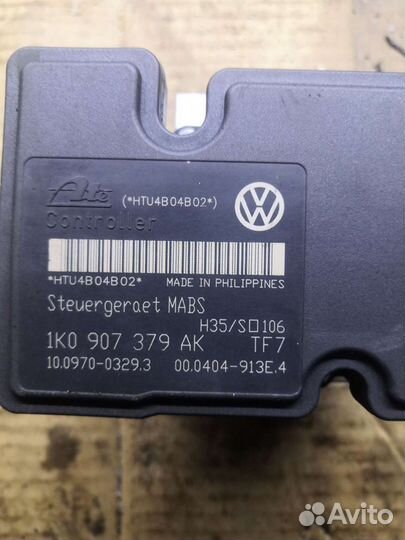 Ate (*HTU4B04B02*)
Controller
*HTU4B04B02* MADE IN PHILIPPINES
Steuergeraet MABS
H35/S□106
1K0 907 379 AK TF7
10.0970-0329.3 00.0404-913E.4
Avito